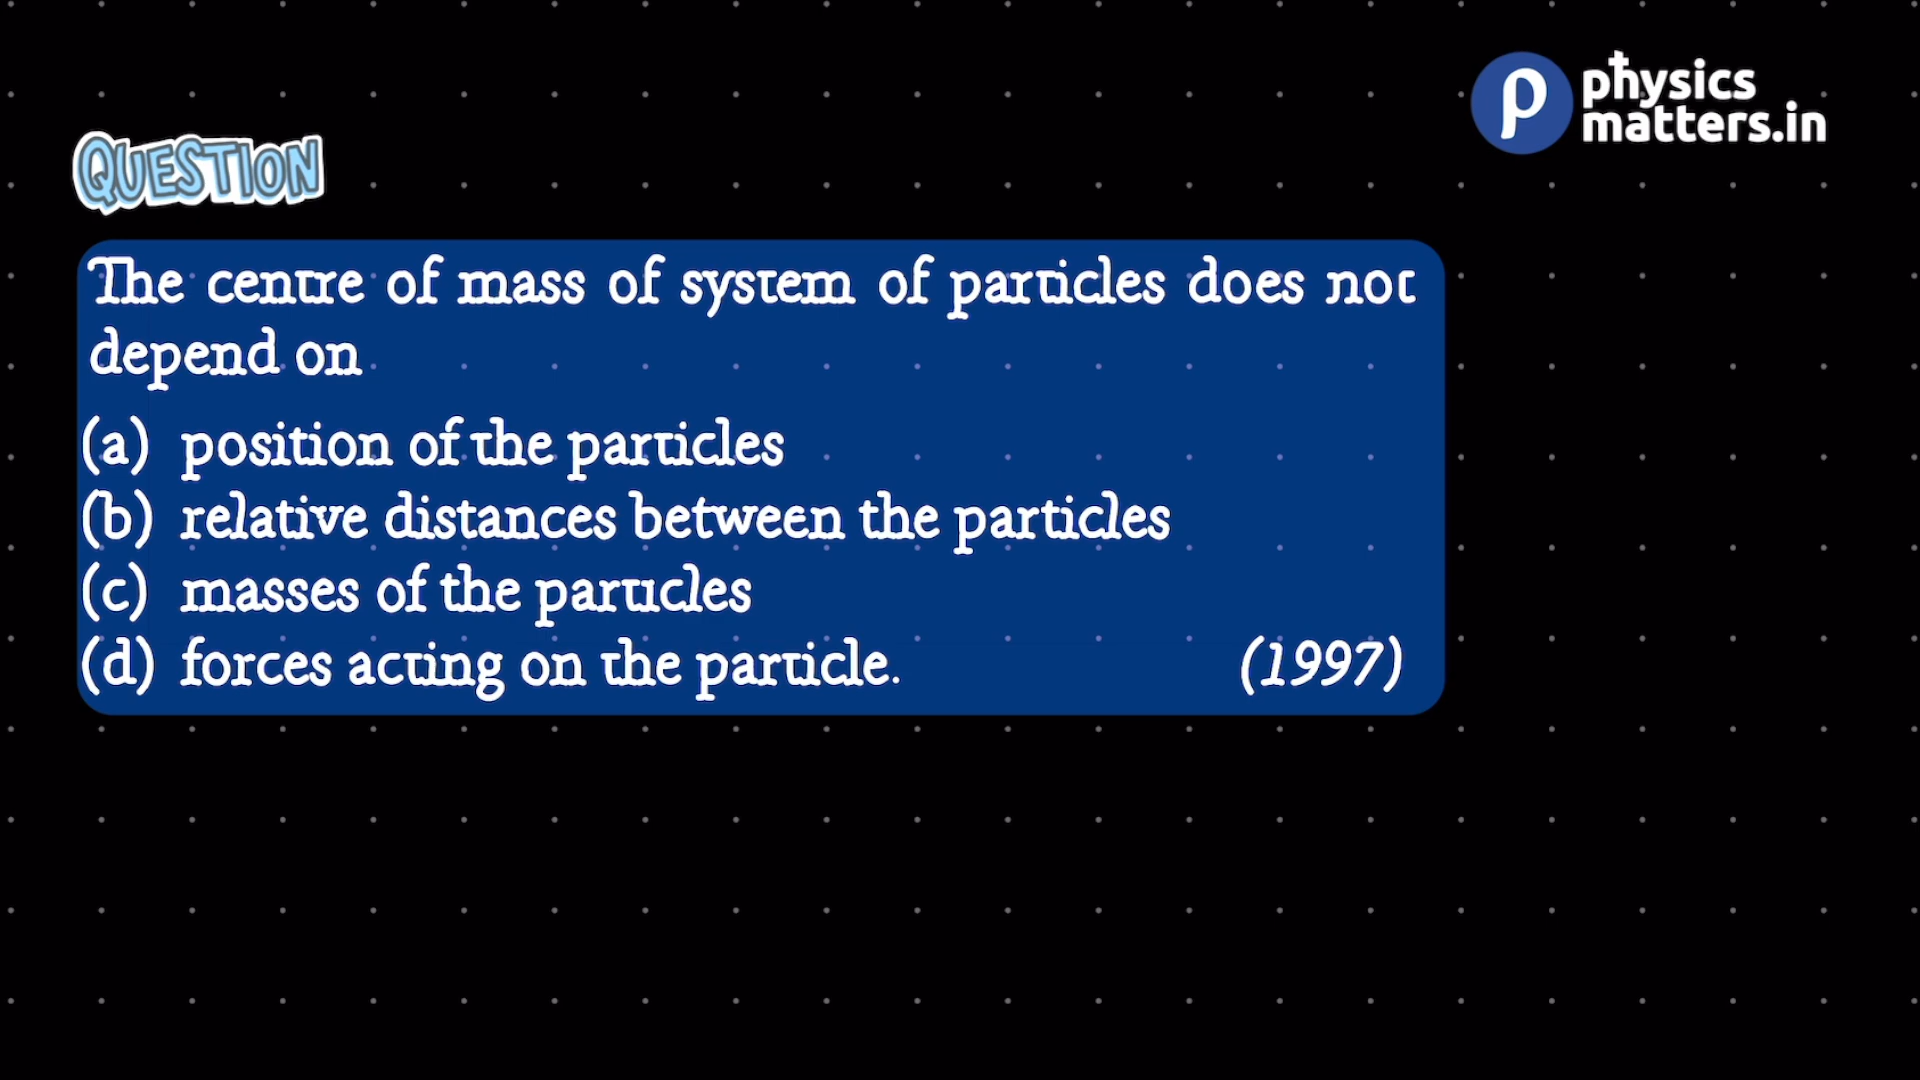 physics
matters.in
QUESTION
The centre of mass of system of particles does not
depend on
(a) position of the particles
(b) relative distances between the particles
(c) masses of the particles
(d) forces acting on the particle. (1997)